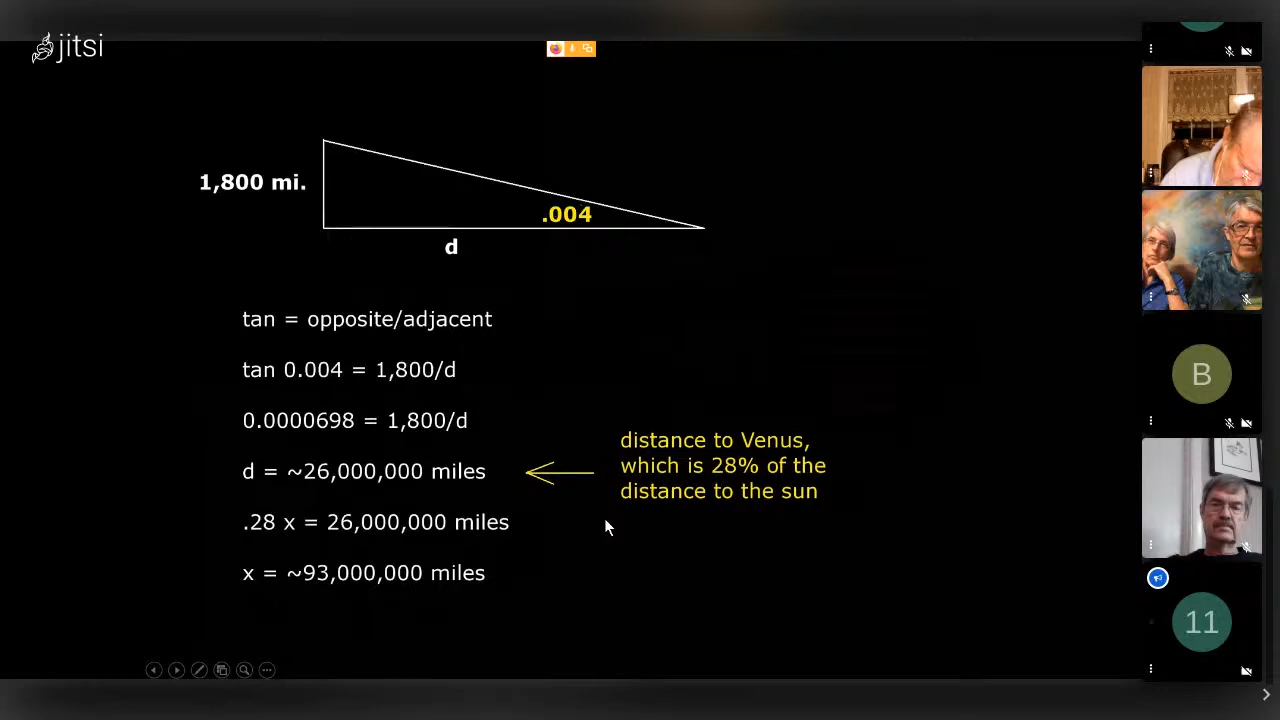 jitsi
1,800 mi.
.004
d
tan = opposite/adjacent
tan 0.004 = 1,800/d
0.0000698 = 1,800/d
d = ~26,000,000 miles
distance to Venus,
which is 28% of the
distance to the sun
.28 x = 26,000,000 miles
x = ~93,000,000 miles
B
11